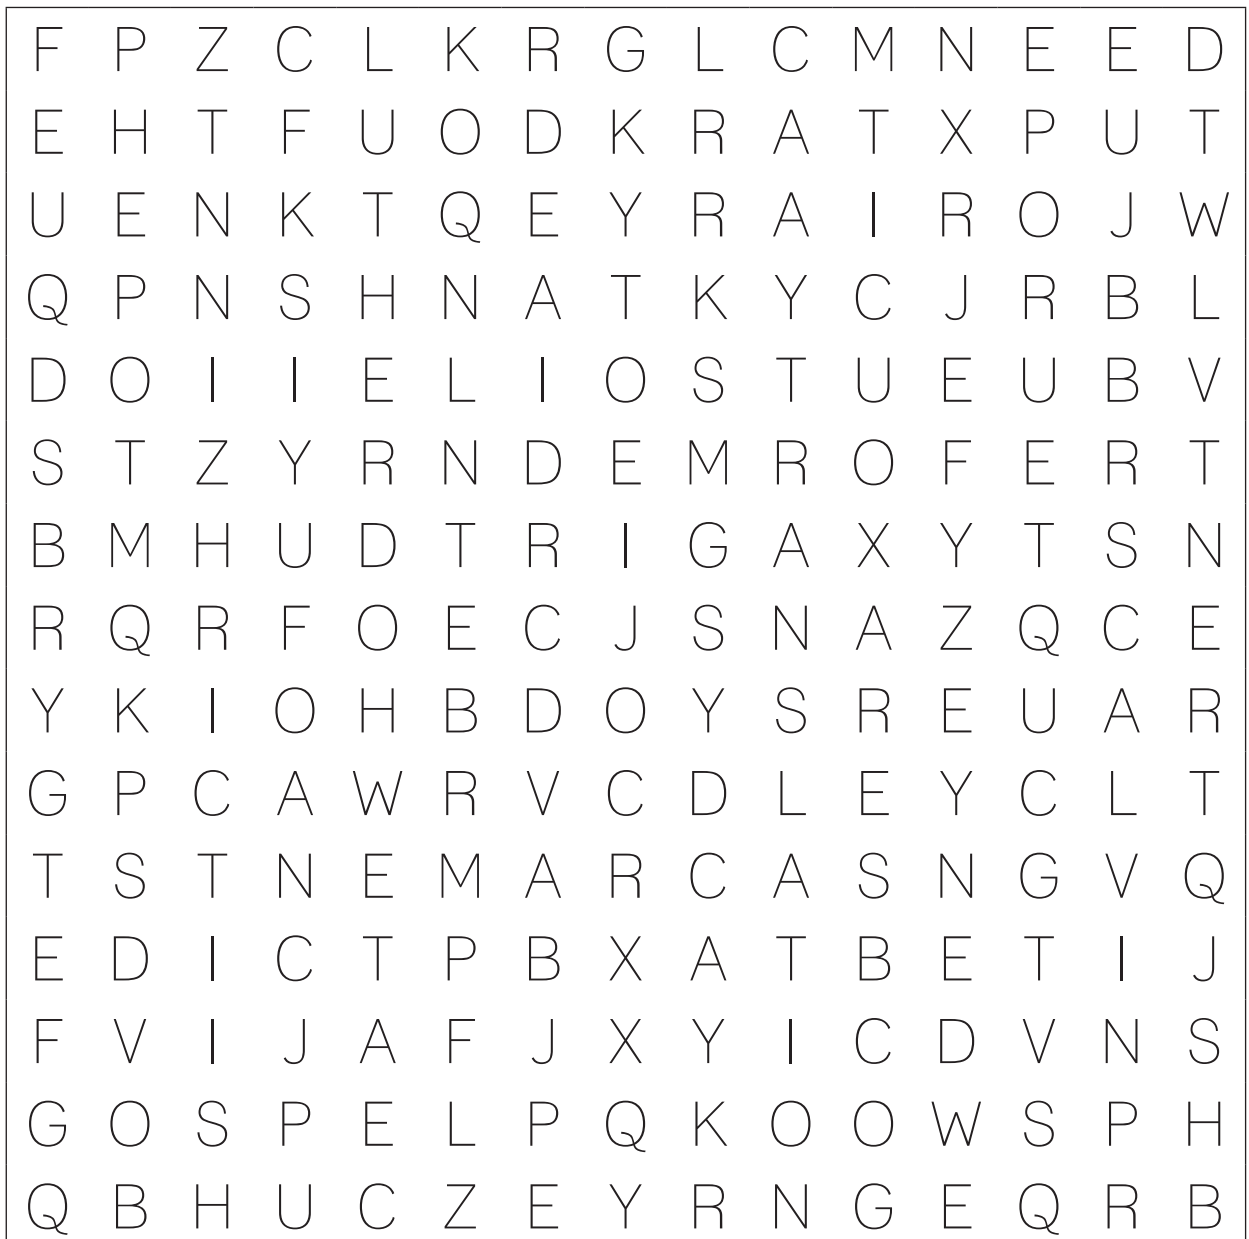 F P Z C L K R G L C M N E E D
E H T F U O D K R A T X P U T
U E N K T Q E Y R A I R O J W
Q P N S H N A T K Y C J R B L
D O I I E L I O S T U E U B V
S T Z Y R N D E M R O F E R T
B M H U D T R I G A X Y T S N
R Q R F O E C J S N A Z Q C E
Y K I O H B D O Y S R E U A R
G P C A W R V C D L E Y C L T
T S T N E M A R C A S N G V Q
E D I C T P B X A T B E T I J
F V I J A F J X Y I C D V N S
G O S P E L P Q K O O W S P H
Q B H U C Z E Y R N G E Q R B